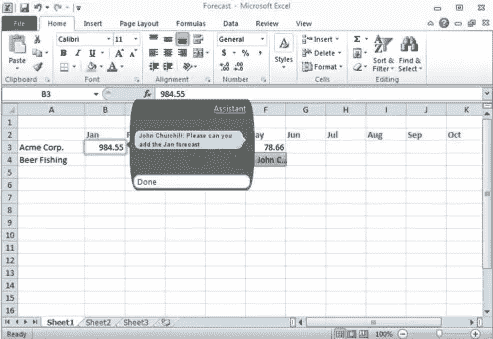 Forecast - Microsoft Excel
File Home Insert Page Layout Formulas Data Review View
Calibri 11 General Insert Σ
Paste B I U $ % , Styles Delete Sort & Find &
Format Filter Select
Clipboard Font Alignment Number Cells Editing
B3 fx 984.55
A B F G H I J K
1
2 Jan ay Jun Jul Aug Sep Oct
3 Acme Corp. 984.55 78.66
4 Beer Fishing John C...
5
6
7
8
9
10
11
12
13
14
15
16
Assistant
John Churchill: Please can you
add the Jan forecast
Done
Sheet1 Sheet2 Sheet3
Ready 100%